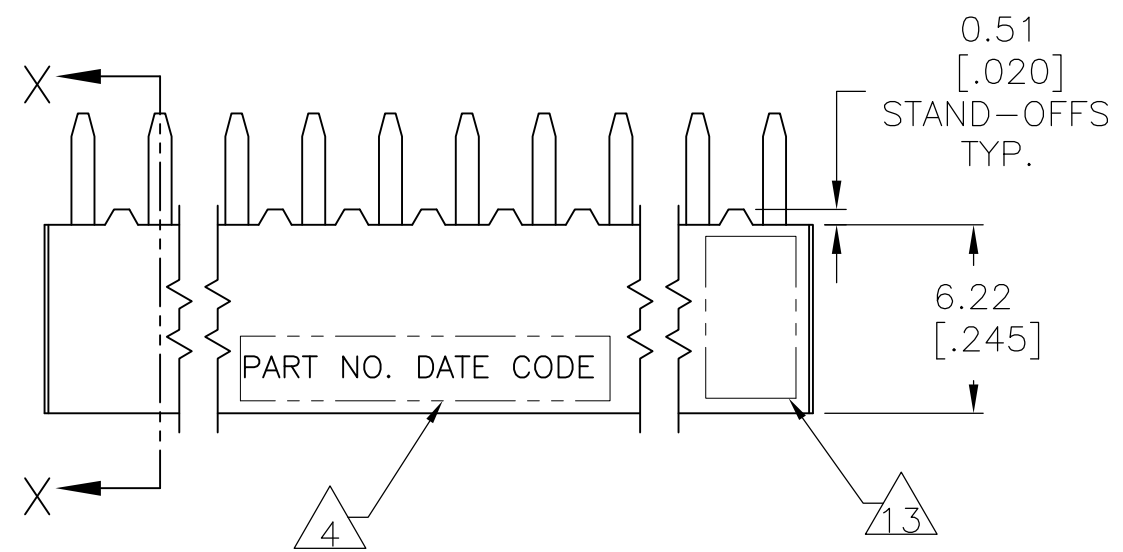 0.51
[.020]
STAND-OFFS
TYP.
X
6.22
[.245]
PART NO. DATE CODE
X
4
13